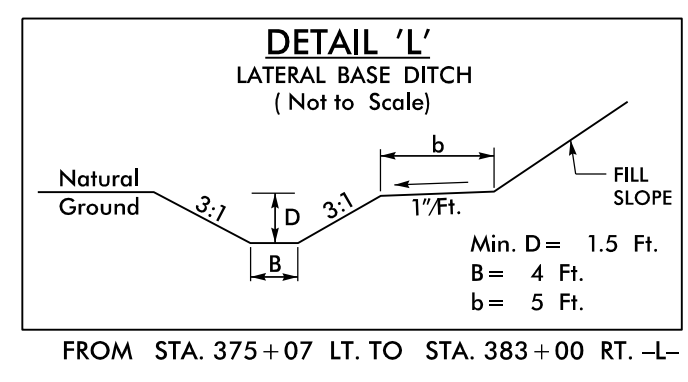 DETAIL 'L'
LATERAL BASE DITCH
( Not to Scale)
b
Natural
Ground
3:1
D
3:1
1"/Ft.
FILL
SLOPE
B
Min. D = 1.5 Ft.
B = 4 Ft.
b = 5 Ft.
FROM STA. 375+07 LT. TO STA. 383+00 RT. –L–